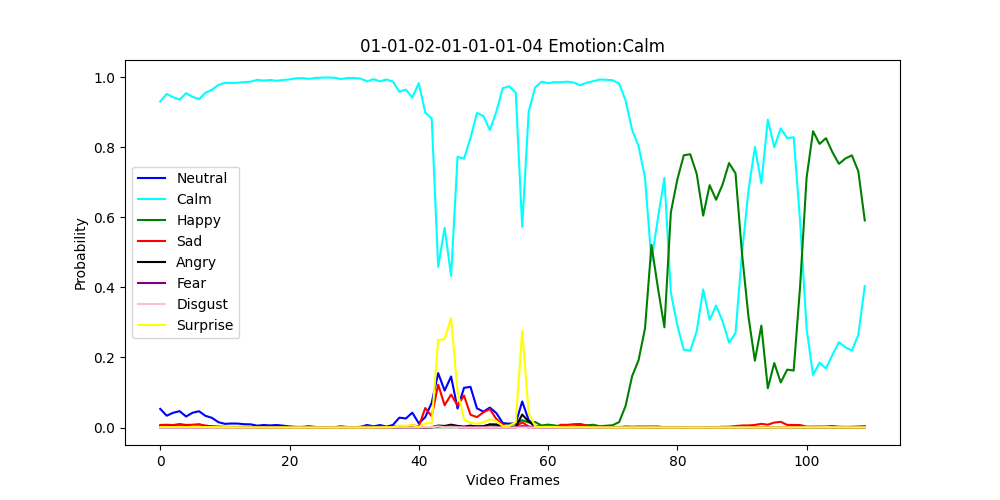 01-01-02-01-01-01-04 Emotion:Calm
1.0
0.8
0.6
0.4
0.2
0.0
Probability
Neutral
Calm
Happy
Sad
Angry
Fear
Disgust
Surprise
0 20 40 60 80 100
Video Frames